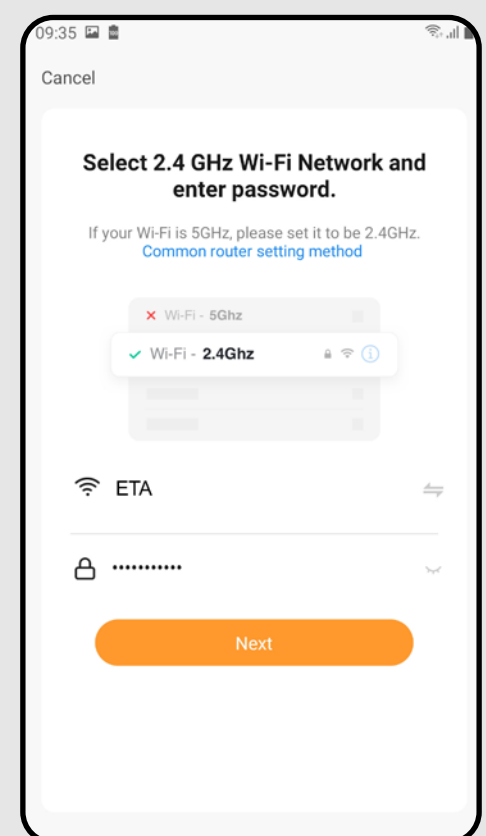 09:35
Cancel
Select 2.4 GHz Wi-Fi Network and
enter password.
If your Wi-Fi is 5GHz, please set it to be 2.4GHz.
Common router setting method
Wi-Fi - 5Ghz
Wi-Fi - 2.4Ghz
ETA
•••••••••••
Next